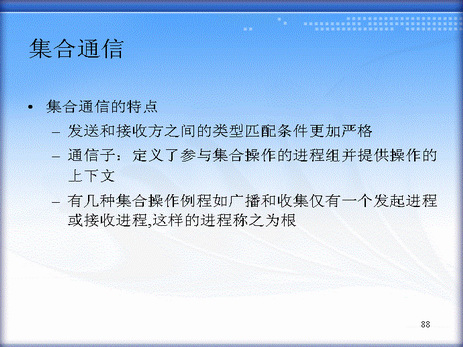 集合通信
• 集合通信的特点
– 发送和接收方之间的类型匹配条件更加严格
– 通信子：定义了参与集合操作的进程组并提供操作的
上下文
– 有几种集合操作例程如广播和收集仅有一个发起进程
或接收进程,这样的进程称之为根
88